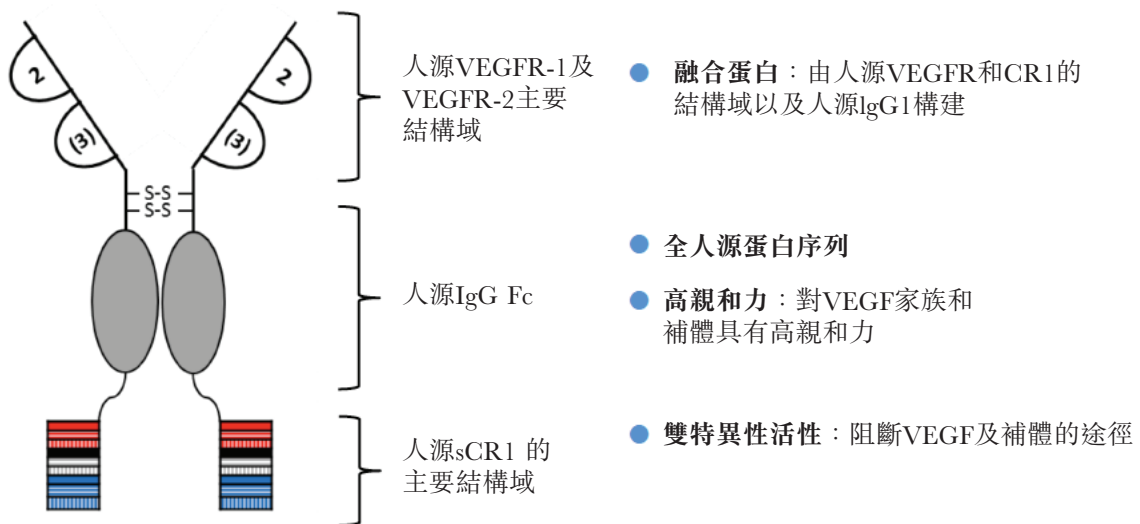 2
2
(3)
(3)
S-S
S-S
人源VEGFR-1及
VEGFR-2主要
結構域
人源IgG Fc
人源sCR1 的
主要結構域
● 融合蛋白：由人源VEGFR和CR1的
結構域以及人源lgG1構建
● 全人源蛋白序列
● 高親和力：對VEGF家族和
補體具有高親和力
● 雙特異性活性：阻斷VEGF及補體的途徑